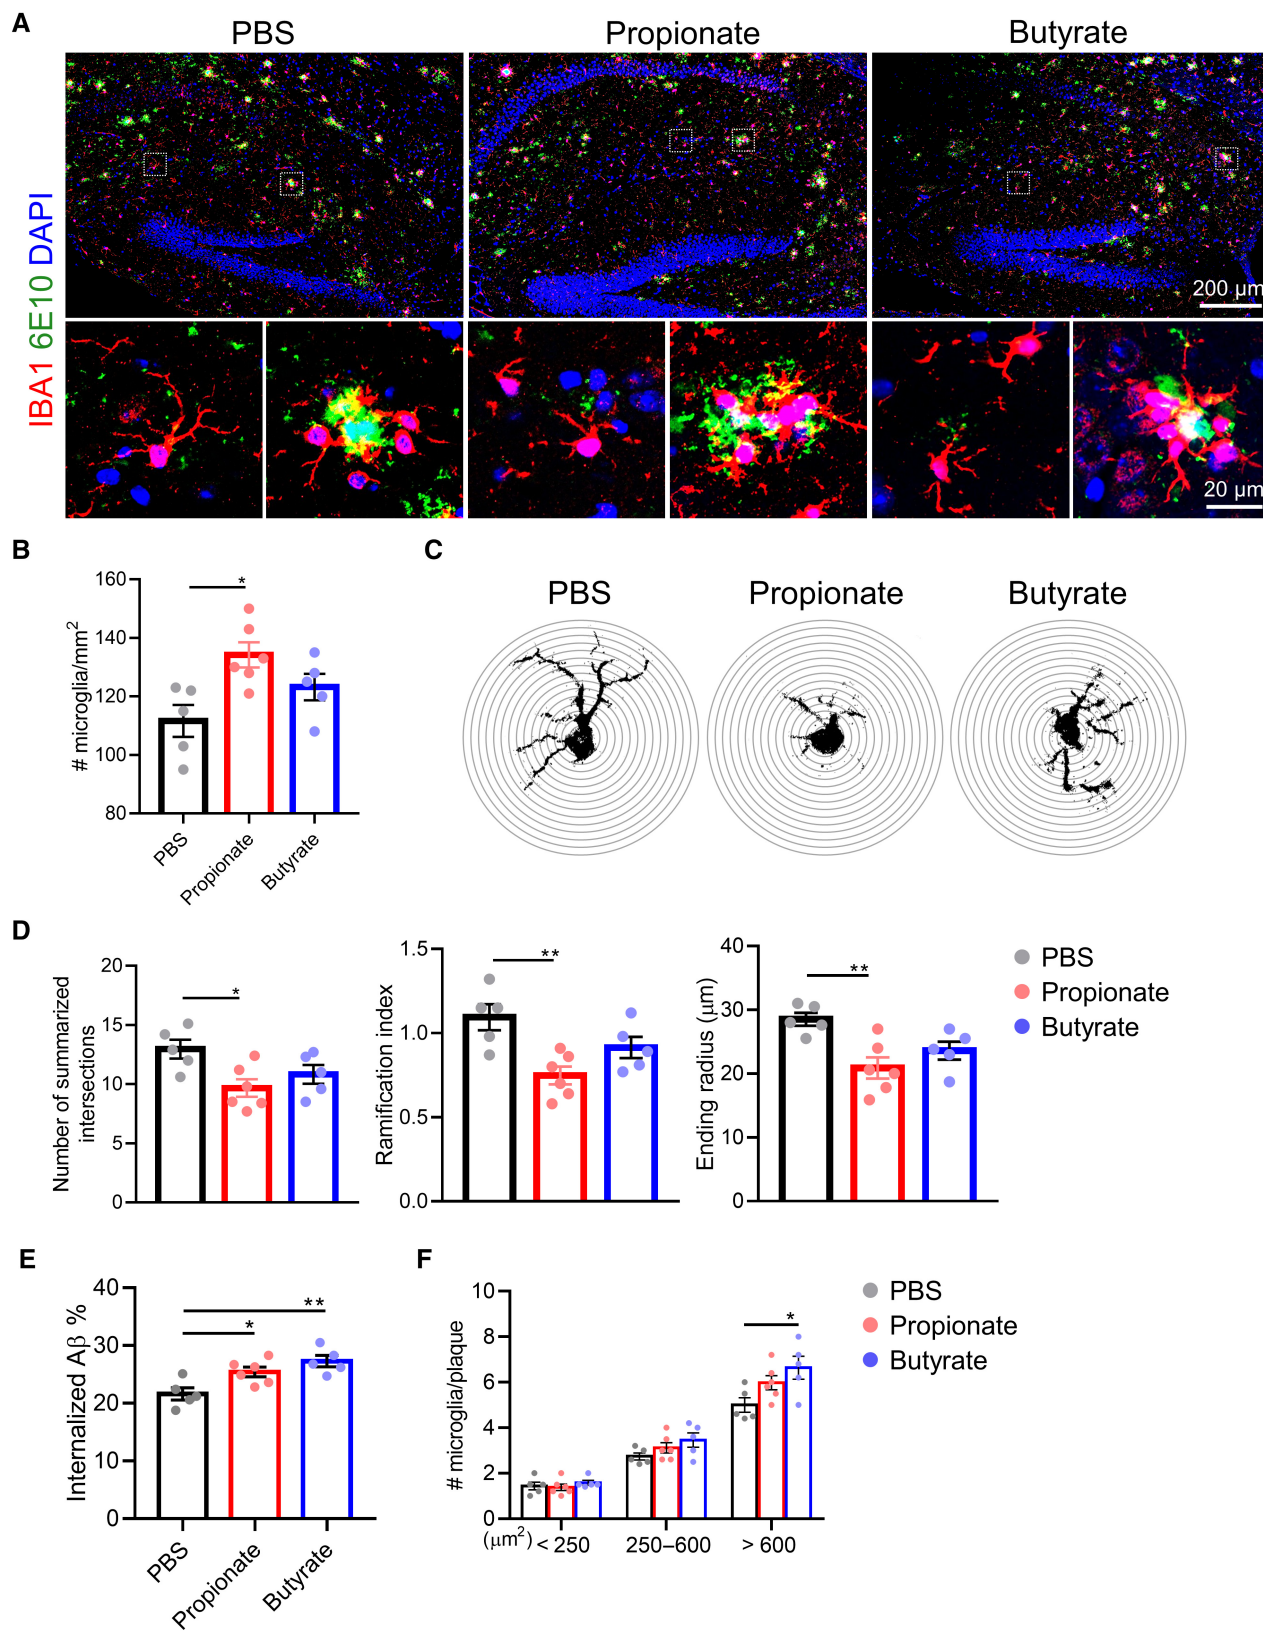 A
PBS
Propionate
Butyrate
IBA1 6E10 DAPI
200 μm
20 μm
B
# microglia/mm²
160
140
120
100
80
*
PBS
Propionate
Butyrate
C
PBS
Propionate
Butyrate
D
Number of summarized
intersections
20
15
10
5
0
*
Ramification index
1.5
1.0
0.5
0.0
**
Ending radius (μm)
40
30
20
10
0
**
PBS
Propionate
Butyrate
E
Internalized Aβ %
40
30
20
10
0
**
*
PBS
Propionate
Butyrate
F
# microglia/plaque
10
8
6
4
2
0
*
(μm²) < 250
250–600
> 600
PBS
Propionate
Butyrate